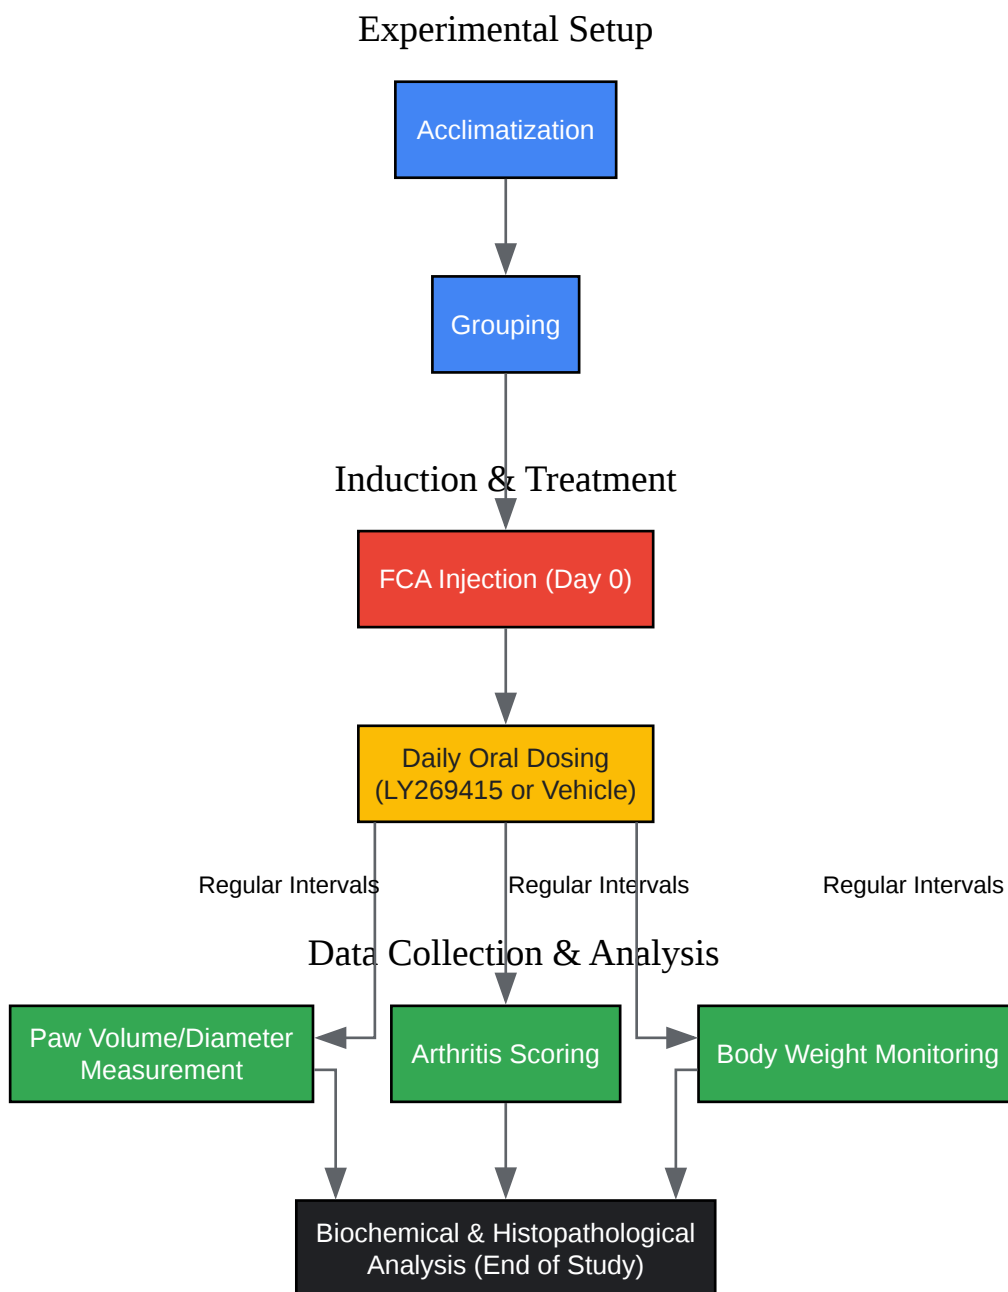 Experimental Setup
Acclimatization
Grouping
Induction & Treatment
FCA Injection (Day 0)
Daily Oral Dosing
(LY269415 or Vehicle)
Regular Intervals
Regular Intervals
Regular Intervals
Data Collection & Analysis
Paw Volume/Diameter
Measurement
Arthritis Scoring
Body Weight Monitoring
Biochemical & Histopathological
Analysis (End of Study)